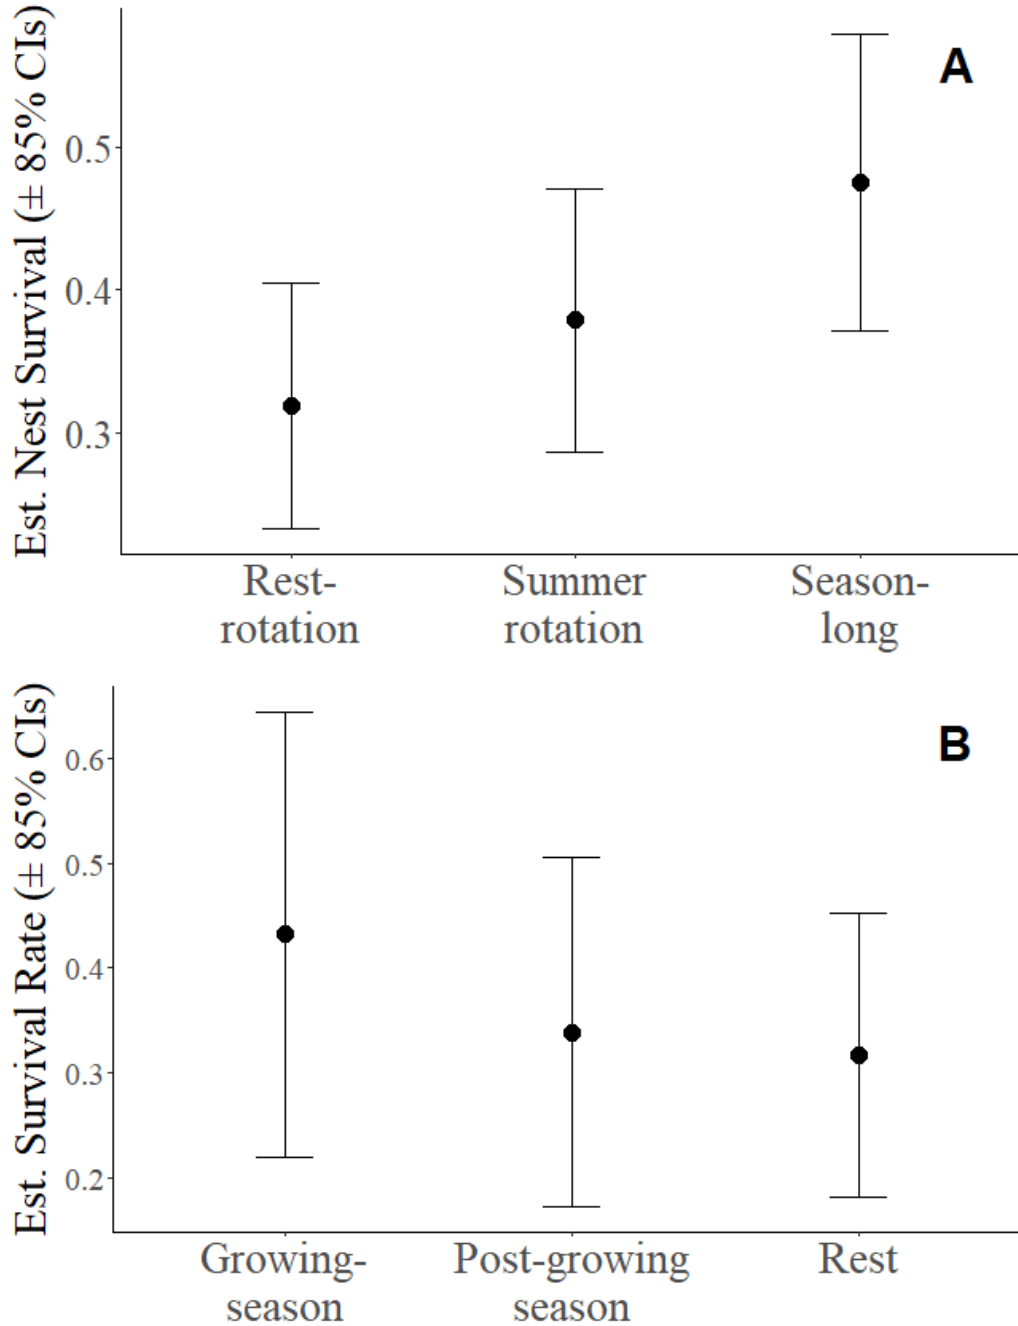 Est. Nest Survival (± 85% CIs)
A
0.5
0.4
0.3
Rest-
rotation
Summer
rotation
Season-
long
Est. Survival Rate (± 85% CIs)
B
0.6
0.5
0.4
0.3
0.2
Growing-
season
Post-growing
season
Rest